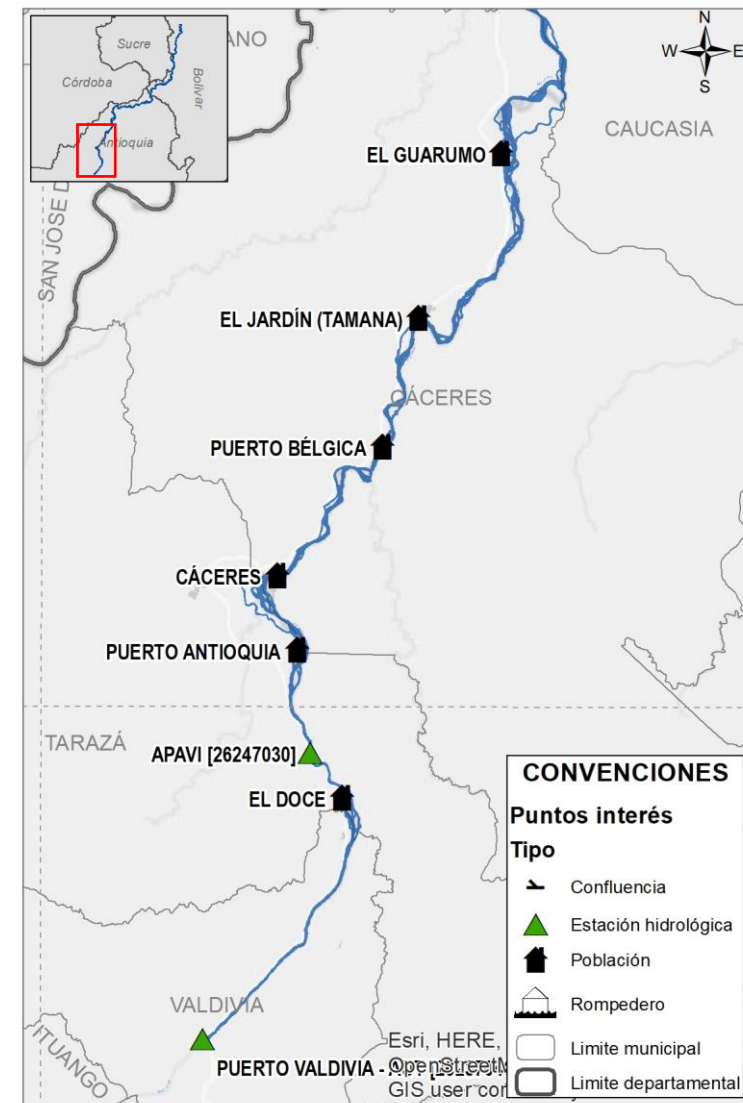 Sucre
Córdoba
Bolívar
Antioquia
ANO
N
W E
S
CAUCASIA
EL GUARUMO
SAN JOSE D
EL JARDÍN (TAMANA)
CÁCERES
PUERTO BÉLGICA
CÁCERES
PUERTO ANTIOQUIA
TARAZÁ
APAVI [26247030]
EL DOCE
CONVENCIONES
Puntos interés
Tipo
Confluencia
Estación hidrológica
Población
Rompedero
Limite municipal
Limite departamental
VALDIVIA
ITUANGO
Esri, HERE,
PUERTO VALDIVIA -
GIS user